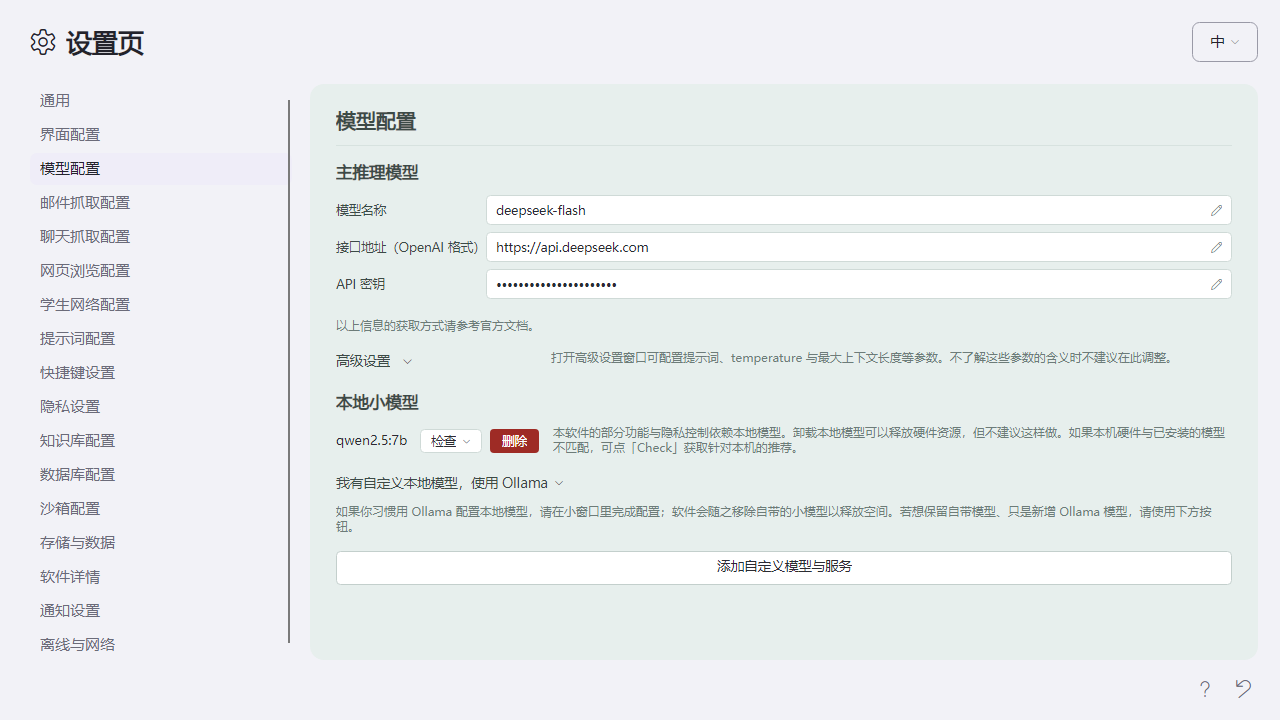 设置页
中
通用
界面配置
模型配置
邮件抓取配置
聊天抓取配置
网页浏览配置
学生网络配置
提示词配置
快捷键设置
隐私设置
知识库配置
数据库配置
沙箱配置
存储与数据
软件详情
通知设置
离线与网络
模型配置
主推理模型
模型名称
deepseek-flash
接口地址（OpenAI 格式）
https://api.deepseek.com
API 密钥
••••••••••••••••••••••
以上信息的获取方式请参考官方文档。
高级设置
打开高级设置窗口可配置提示词、temperature 与最大上下文长度等参数。不了解这些参数的含义时不建议在此调整。
本地小模型
qwen2.5:7b
检查
删除
本软件的部分功能与隐私控制依赖本地模型。卸载本地模型可以释放硬件资源，但不建议这样做。如果本机硬件与已安装的模型
不匹配，可点「Check」获取针对本机的推荐。
我有自定义本地模型，使用 Ollama
如果你习惯用 Ollama 配置本地模型，请在小窗口里完成配置；软件会随之移除自带的小模型以释放空间。若想保留自带模型、只是新增 Ollama 模型，请使用下方按
钮。
添加自定义模型与服务
?